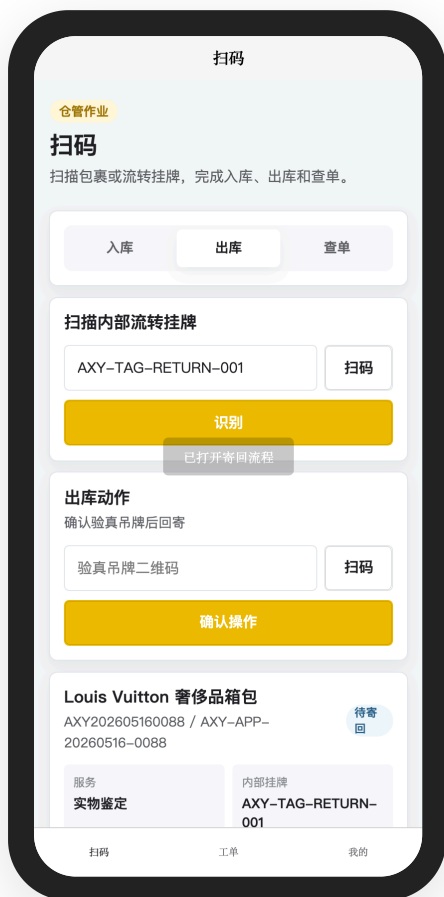 扫码
仓管作业
扫码
扫描包裹或流转挂牌，完成入库、出库和查单。
入库 出库 查单
扫描内部流转挂牌
AXY-TAG-RETURN-001 扫码
识别
已打开寄回流程
出库动作
确认验真吊牌后回寄
验真吊牌二维码 扫码
确认操作
Louis Vuitton 奢侈品箱包
AXY202605160088 / AXY-APP-
20260516-0088
待寄
回
服务 内部挂牌
实物鉴定 AXY-TAG-RETURN-
001
扫码 工单 我的